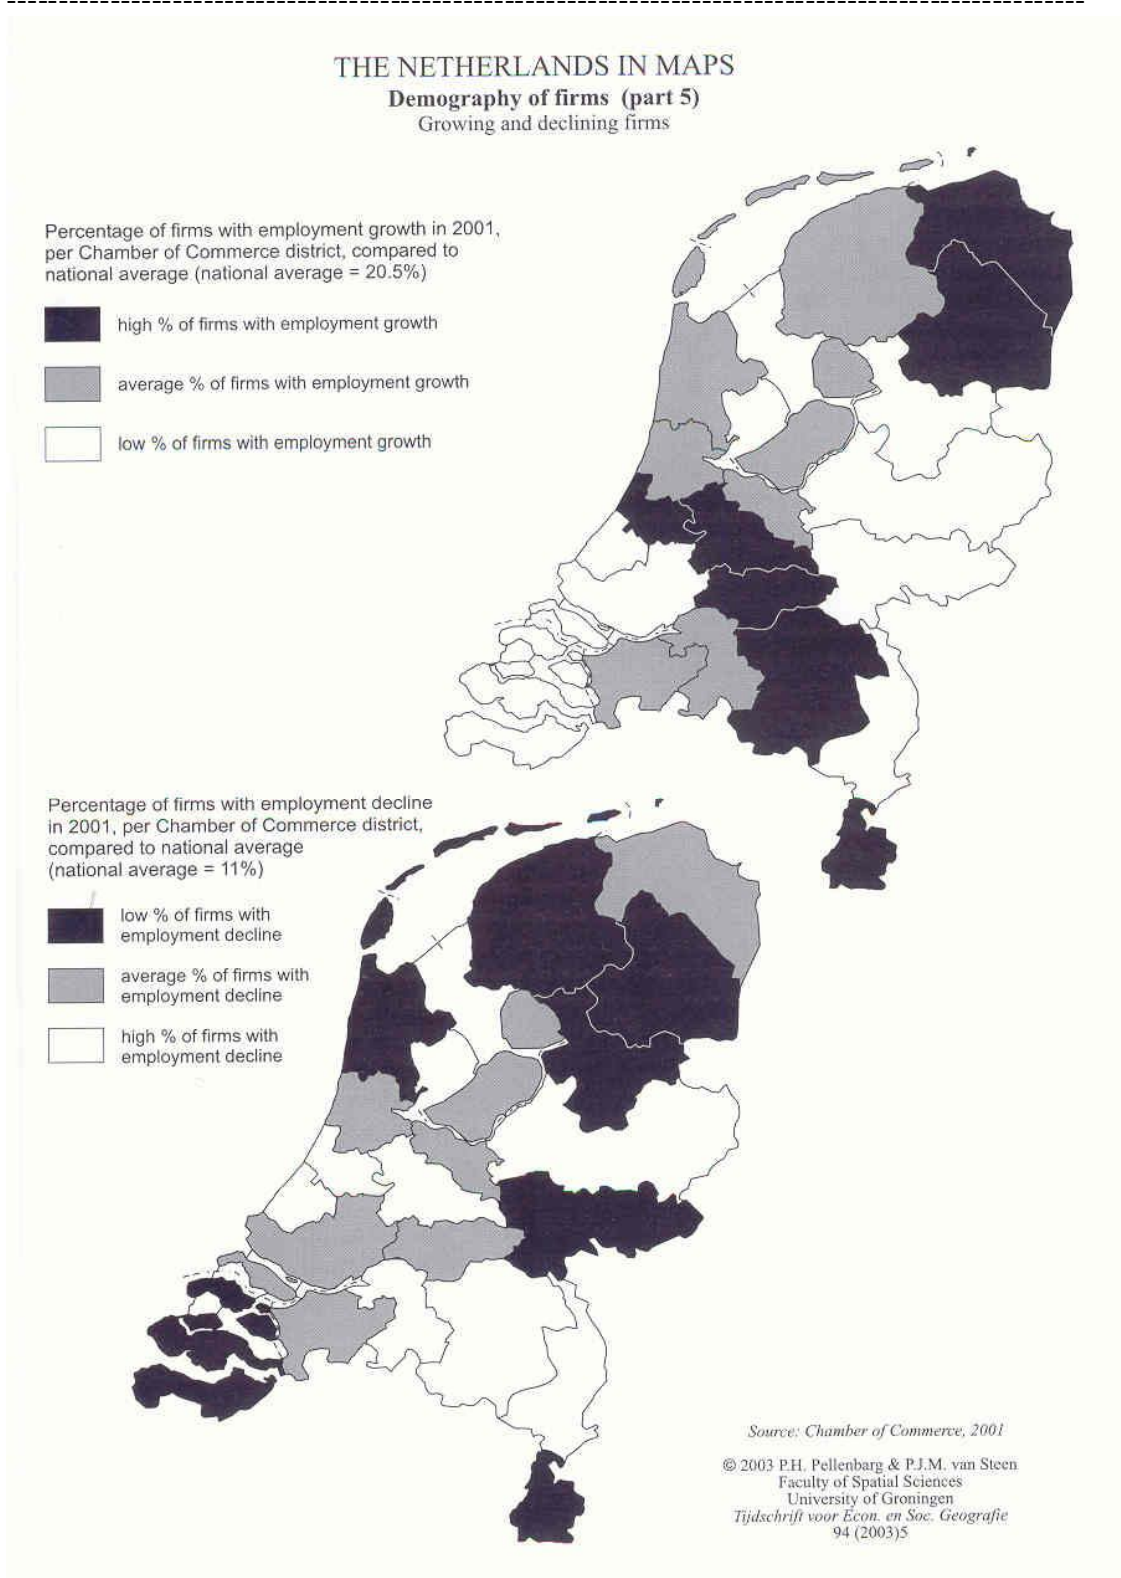 THE NETHERLANDS IN MAPS
Demography of firms (part 5)
Growing and declining firms
Percentage of firms with employment growth in 2001,
per Chamber of Commerce district, compared to
national average (national average = 20.5%)
high % of firms with employment growth
average % of firms with employment growth
low % of firms with employment growth
Percentage of firms with employment decline
in 2001, per Chamber of Commerce district,
compared to national average
(national average = 11%)
low % of firms with
employment decline
average % of firms with
employment decline
high % of firms with
employment decline
Source: Chamber of Commerce, 2001
© 2003 P.H. Pellenbarg & P.J.M. van Steen
Faculty of Spatial Sciences
University of Groningen
Tijdschrift voor Econ. en Soc. Geografie
94 (2003)5